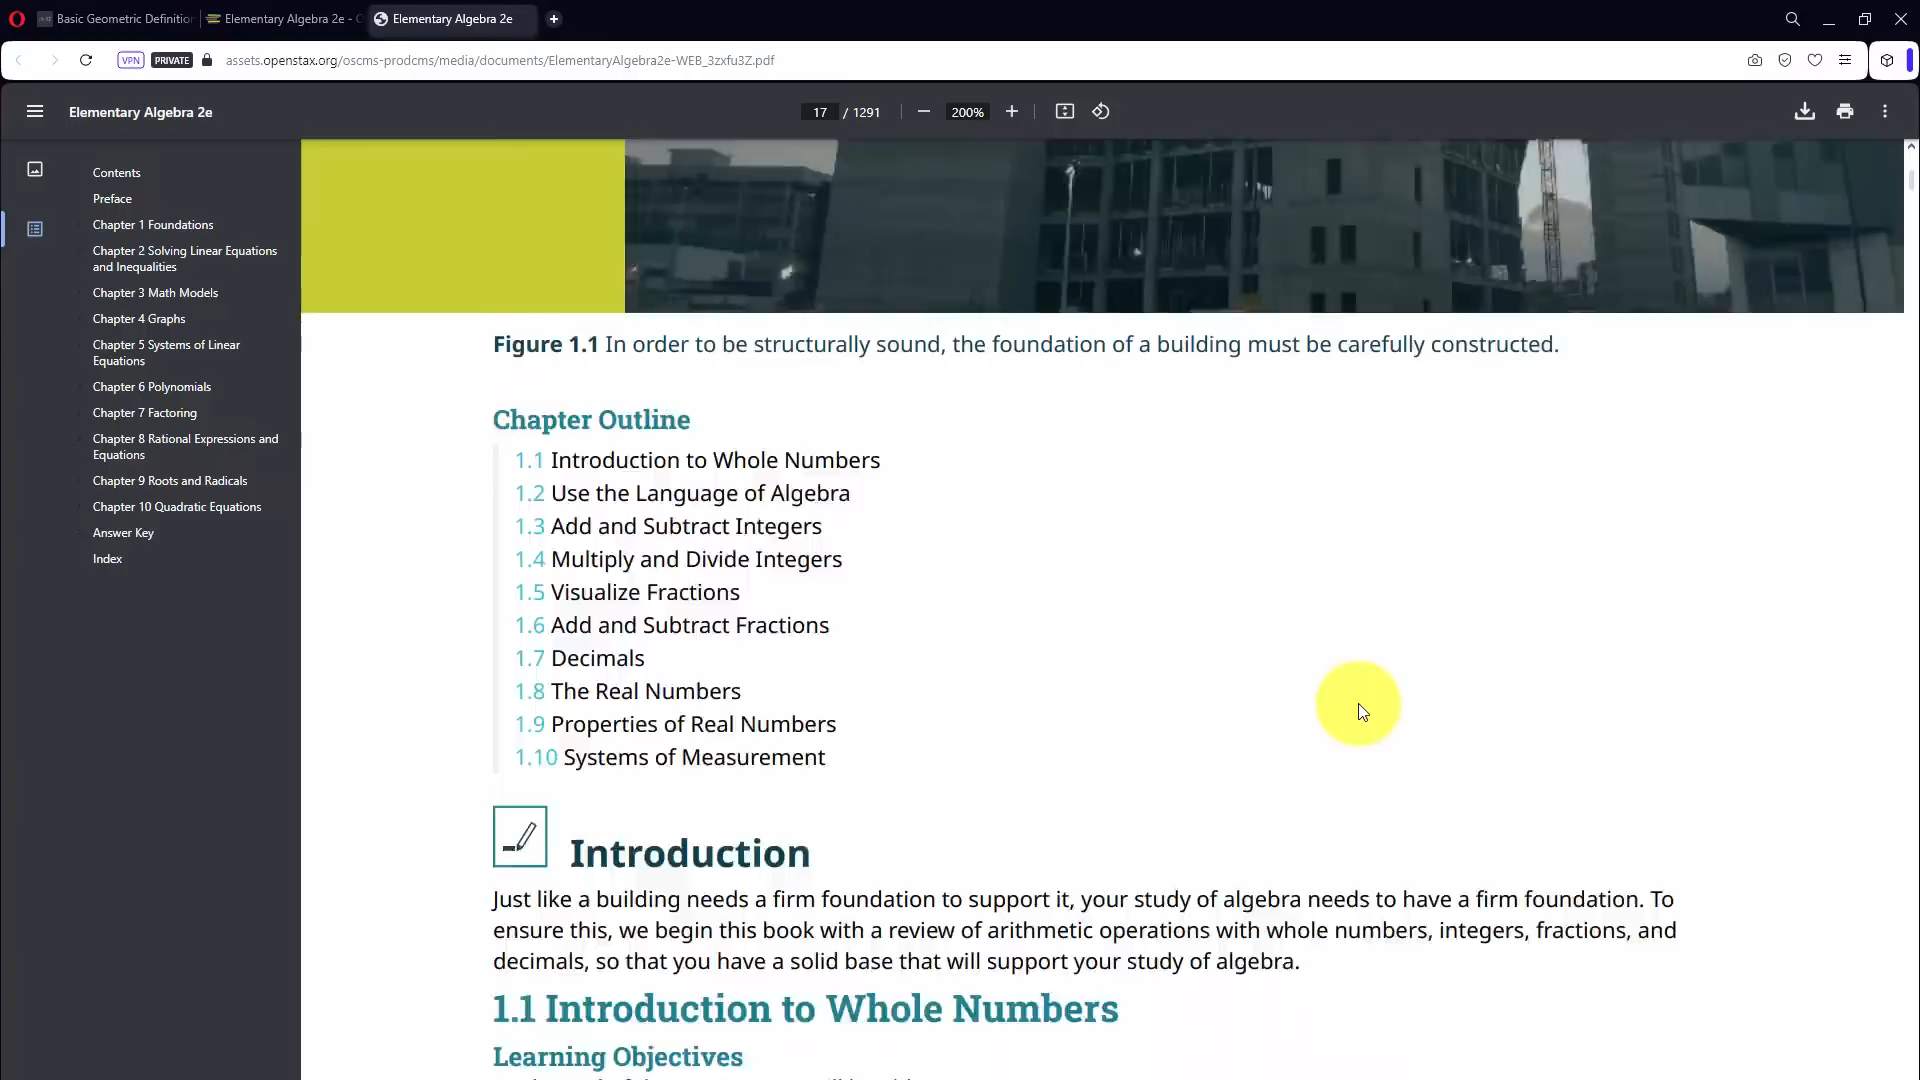 Basic Geometric Definition
Elementary Algebra 2e - O
Elementary Algebra 2e
VPN
PRIVATE
assets.openstax.org/oscms-prodcms/media/documents/ElementaryAlgebra2e-WEB_3zxfu3Z.pdf
Elementary Algebra 2e
17 / 1291
200%
Contents
Preface
Chapter 1 Foundations
Chapter 2 Solving Linear Equations
and Inequalities
Chapter 3 Math Models
Chapter 4 Graphs
Chapter 5 Systems of Linear
Equations
Chapter 6 Polynomials
Chapter 7 Factoring
Chapter 8 Rational Expressions and
Equations
Chapter 9 Roots and Radicals
Chapter 10 Quadratic Equations
Answer Key
Index
Figure 1.1 In order to be structurally sound, the foundation of a building must be carefully constructed.
Chapter Outline
1.1 Introduction to Whole Numbers
1.2 Use the Language of Algebra
1.3 Add and Subtract Integers
1.4 Multiply and Divide Integers
1.5 Visualize Fractions
1.6 Add and Subtract Fractions
1.7 Decimals
1.8 The Real Numbers
1.9 Properties of Real Numbers
1.10 Systems of Measurement
Introduction
Just like a building needs a firm foundation to support it, your study of algebra needs to have a firm foundation. To
ensure this, we begin this book with a review of arithmetic operations with whole numbers, integers, fractions, and
decimals, so that you have a solid base that will support your study of algebra.
1.1 Introduction to Whole Numbers
Learning Objectives